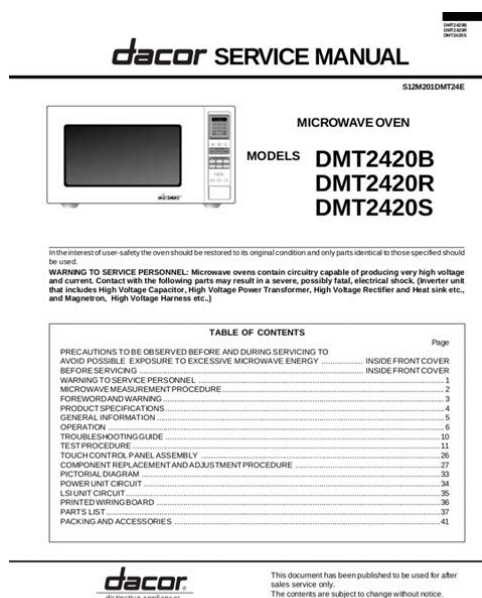 DMT2420B
DMT2420R
DMT2420S
dacor SERVICE MANUAL
S12M201DMT24E
MICROWAVE OVEN
MODELS DMT2420B
DMT2420R
DMT2420S
In the interest of user-safety the oven should be restored to its original condition and only parts identical to those specified should
be used.
WARNING TO SERVICE PERSONNEL: Microwave ovens contain circuitry capable of producing very high voltage
and current. Contact with the following parts may result in a severe, possibly fatal, electrical shock. (Inverter unit
that includes High Voltage Capacitor, High Voltage Power Transformer, High Voltage Rectifier and Heat sink etc.,
and Magnetron, High Voltage Harness etc..)
TABLE OF CONTENTS
Page
PRECAUTIONS TO BE OBSERVED BEFORE AND DURING SERVICING TO
AVOID POSSIBLE EXPOSURE TO EXCESSIVE MICROWAVE ENERGY .................... INSIDE FRONT COVER
BEFORE SERVICING .................... INSIDE FRONT COVER
WARNING TO SERVICE PERSONNEL .................... 1
MICROWAVE MEASUREMENT PROCEDURE .................... 2
FOREWORD AND WARNING .................... 3
PRODUCT SPECIFICATIONS .................... 4
GENERAL INFORMATION .................... 5
OPERATION .................... 6
TROUBLESHOOTING GUIDE .................... 10
TEST PROCEDURE .................... 11
TOUCH CONTROL PANEL ASSEMBLY .................... 26
COMPONENT REPLACEMENT AND ADJUSTMENT PROCEDURE .................... 27
PICTORIAL DIAGRAM .................... 33
POWER UNIT CIRCUIT .................... 34
LSI UNIT CIRCUIT .................... 35
PRINTED WIRING BOARD .................... 36
PARTS LIST .................... 37
PACKING AND ACCESSORIES .................... 41
dacor
distinctive appliances
This document has been published to be used for after
sales service only.
The contents are subject to change without notice.